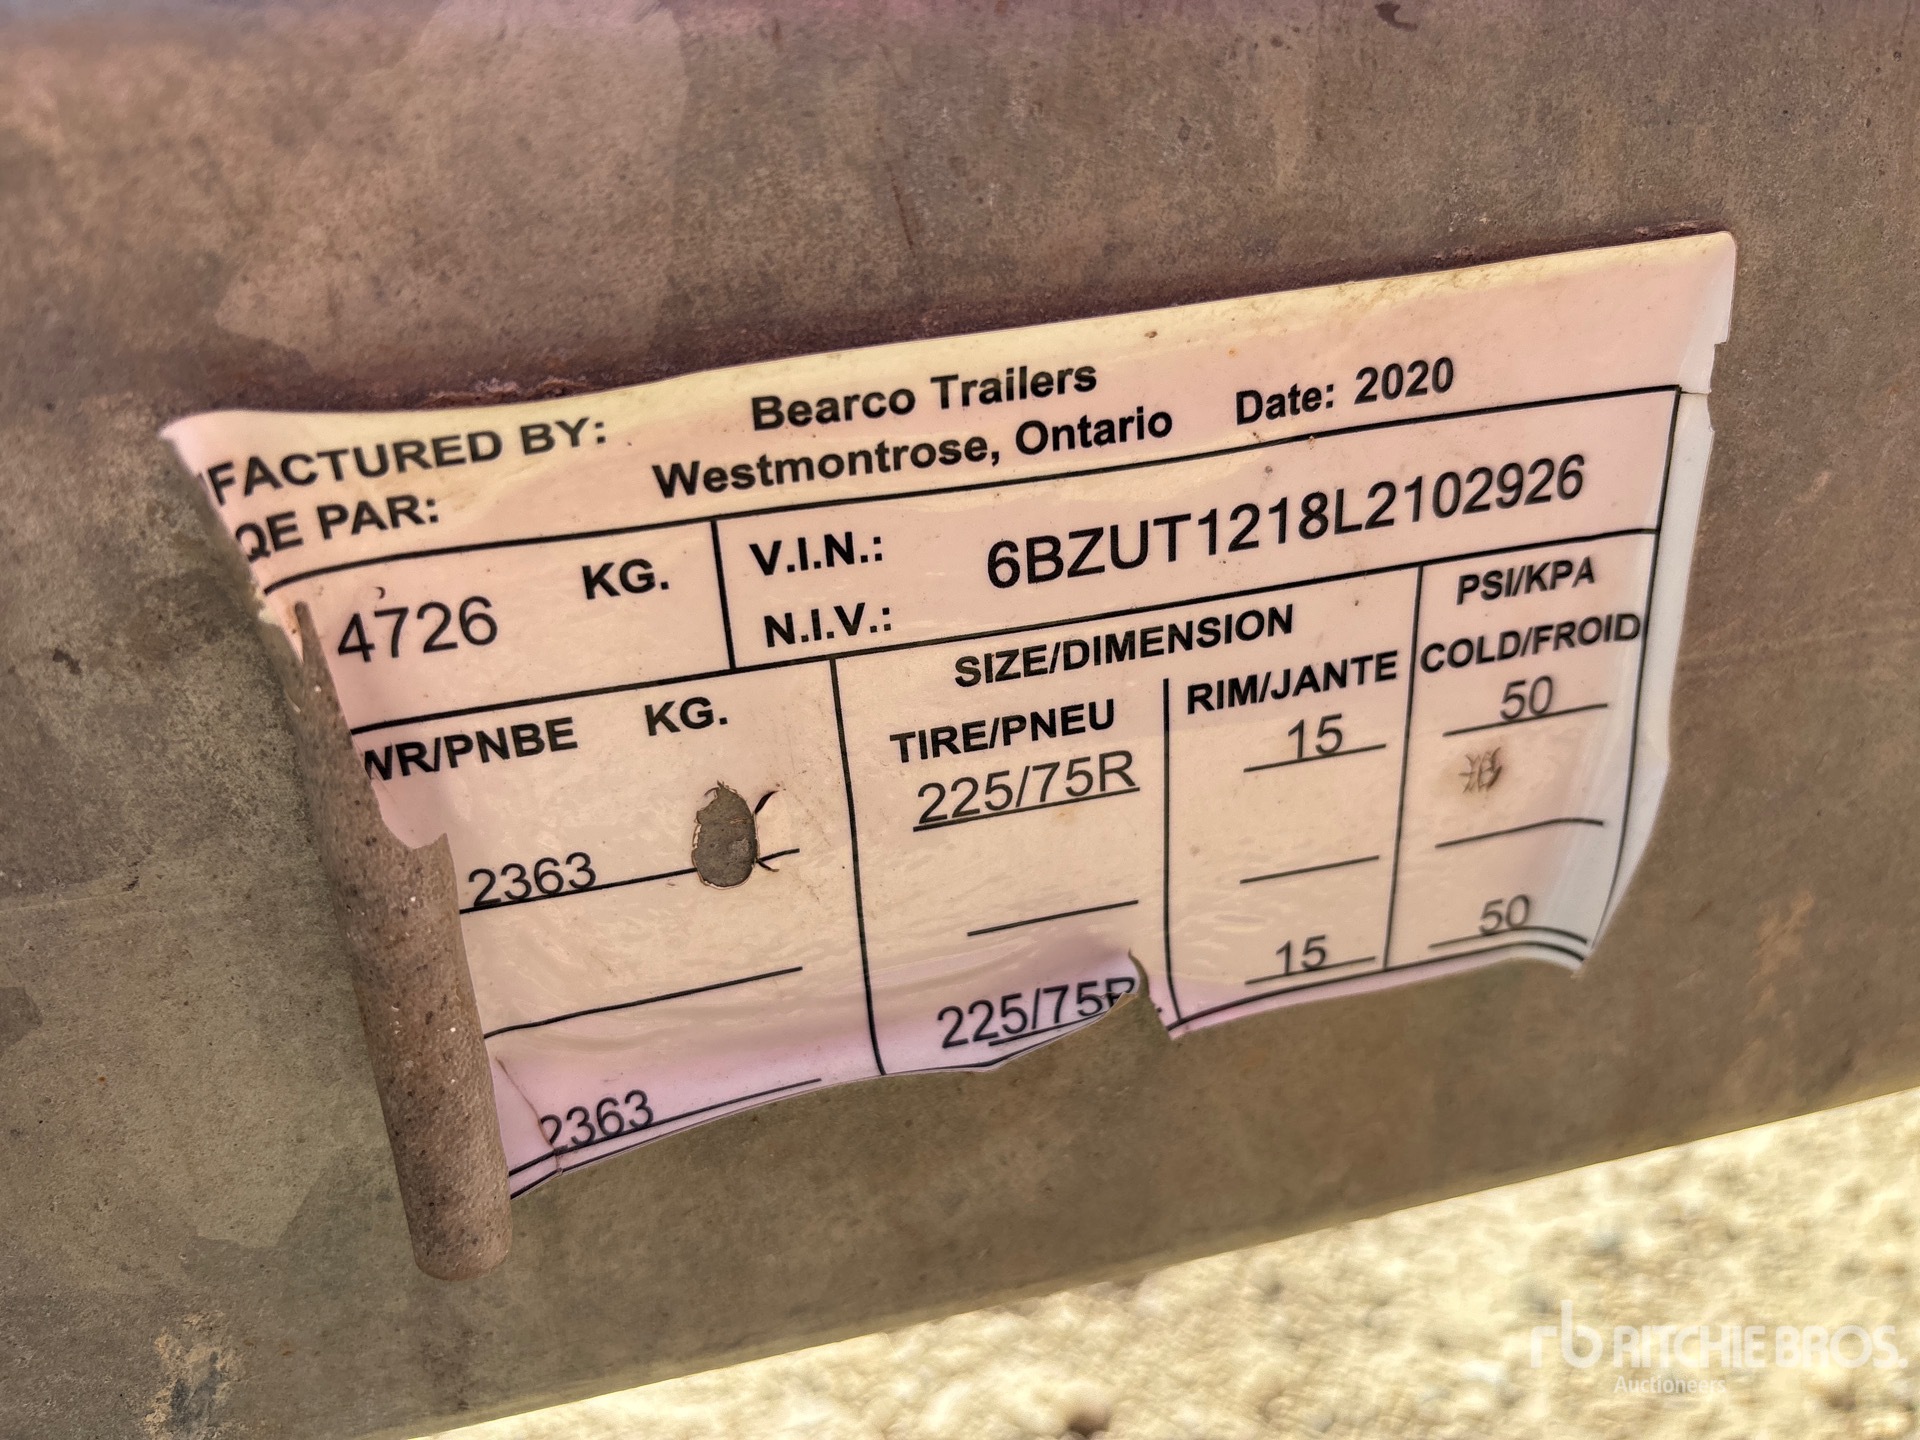 FACTURED BY: Bearco Trailers
QE PAR: Westmontrose, Ontario Date: 2020
4726 KG. V.I.N.: 6BZUT1218L2102926
N.I.V.:
WR/PNBE KG. SIZE/DIMENSION PSI/KPA
TIRE/PNEU RIM/JANTE COLD/FROID
2363 225/75R 15 50
2363 225/75R 15 50
rb RITCHIE BROS.
Auctioneers